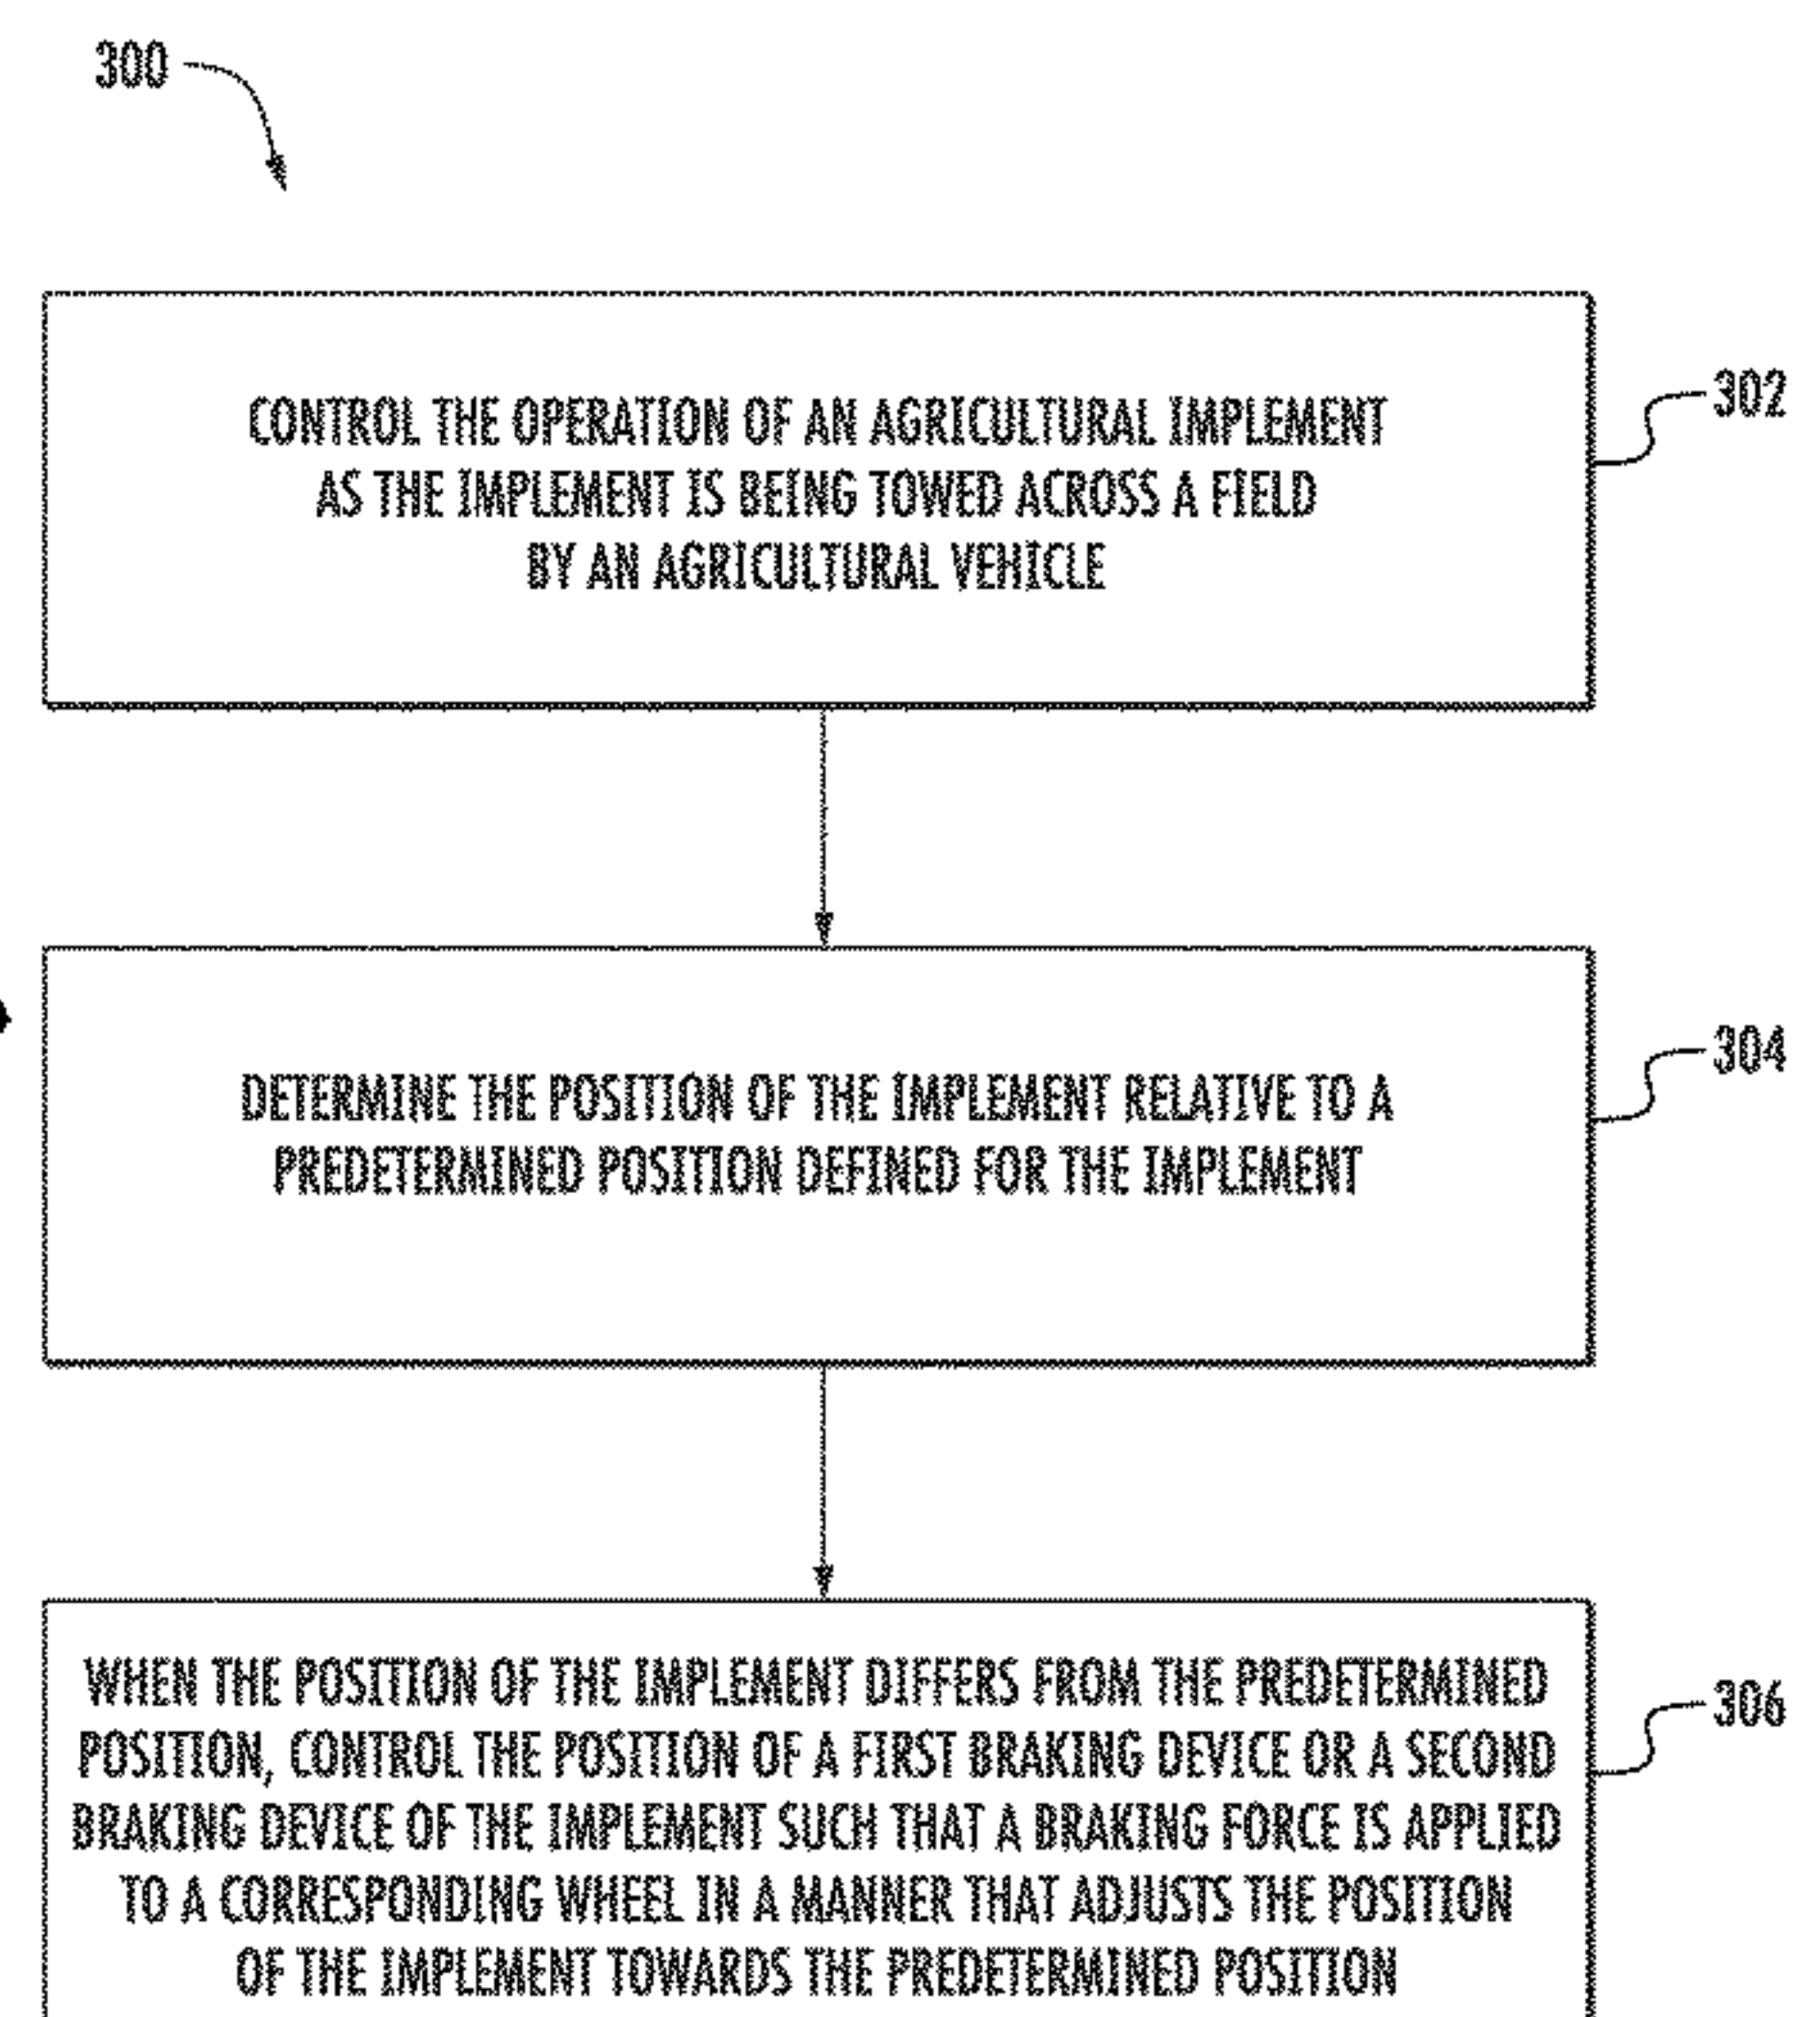 300
CONTROL THE OPERATION OF AN AGRICULTURAL IMPLEMENT
AS THE IMPLEMENT IS BEING TOWED ACROSS A FIELD
BY AN AGRICULTURAL VEHICLE
302
DETERMINE THE POSITION OF THE IMPLEMENT RELATIVE TO A
PREDETERMINED POSITION DEFINED FOR THE IMPLEMENT
304
WHEN THE POSITION OF THE IMPLEMENT DIFFERS FROM THE PREDETERMINED
POSITION, CONTROL THE POSITION OF A FIRST BRAKING DEVICE OR A SECOND
BRAKING DEVICE OF THE IMPLEMENT SUCH THAT A BRAKING FORCE IS APPLIED
TO A CORRESPONDING WHEEL IN A MANNER THAT ADJUSTS THE POSITION
OF THE IMPLEMENT TOWARDS THE PREDETERMINED POSITION
306